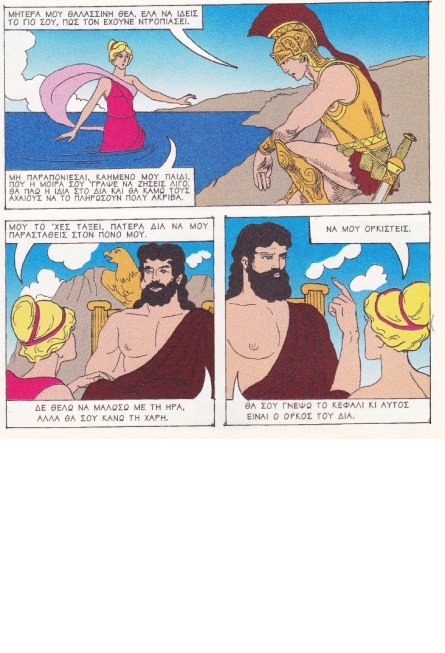 ΜΗΤΕΡΑ ΜΟΥ ΘΑΛΑΣΣΙΝΗ ΘΕΑ, ΕΛΑ ΝΑ ΙΔΕΙΣ
ΤΟ ΓΙΟ ΣΟΥ, ΠΩΣ ΤΟΝ ΕΧΟΥΝΕ ΝΤΡΟΠΙΑΣΕΙ.
ΜΗ ΠΑΡΑΠΟΝΙΕΣΑΙ, ΚΑΗΜΕΝΟ ΜΟΥ ΠΑΙΔΙ,
ΠΟΥ Η ΜΟΙΡΑ ΣΟΥ 'ΓΡΑΨΕ ΝΑ ΖΗΣΕΙΣ ΛΙΓΟ.
ΘΑ ΠΑΩ Η ΙΔΙΑ ΣΤΟ ΔΙΑ ΚΑΙ ΘΑ ΚΑΜΩ ΤΟΥΣ
ΑΧΑΙΟΥΣ ΝΑ ΤΟ ΠΛΗΡΩΣΟΥΝ ΠΟΛΥ ΑΚΡΙΒΑ.
ΜΟΥ ΤΟ 'ΧΕΣ ΤΑΞΕΙ, ΠΑΤΕΡΑ ΔΙΑ ΝΑ ΜΟΥ
ΠΑΡΑΣΤΑΘΕΙΣ ΣΤΟΝ ΠΟΝΟ ΜΟΥ.
ΔΕ ΘΕΛΩ ΝΑ ΜΑΛΩΣΩ ΜΕ ΤΗ ΗΡΑ,
ΑΛΛΑ ΘΑ ΣΟΥ ΚΑΝΩ ΤΗ ΧΑΡΗ.
ΝΑ ΜΟΥ ΟΡΚΙΣΤΕΙΣ.
ΘΑ ΣΟΥ ΓΝΕΨΩ ΤΟ ΚΕΦΑΛΙ ΚΙ ΑΥΤΟΣ
ΕΙΝΑΙ Ο ΟΡΚΟΣ ΤΟΥ ΔΙΑ.